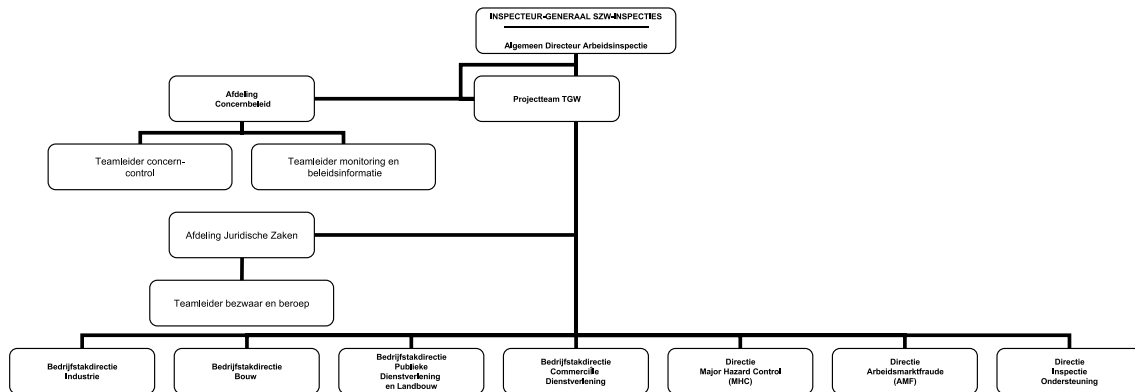 INSPECTEUR-GENERAAL SZW-INSPECTIES
Algemeen Directeur Arbeidsinspectie
Afdeling
Concernbeleid
Projectteam TGW
Teamleider concern-
control
Teamleider monitoring en
beleidsinformatie
Afdeling Juridische Zaken
Teamleider bezwaar en beroep
Bedrijfstakdirectie
Industrie
Bedrijfstakdirectie
Bouw
Bedrijfstakdirectie
Publieke
Dienstverlening
en Landbouw
Bedrijfstakdirectie
Commerciële
Dienstverlening
Directie
Major Hazard Control
(MHC)
Directie
Arbeidsmarktfraude
(AMF)
Directie
Inspectie
Ondersteuning